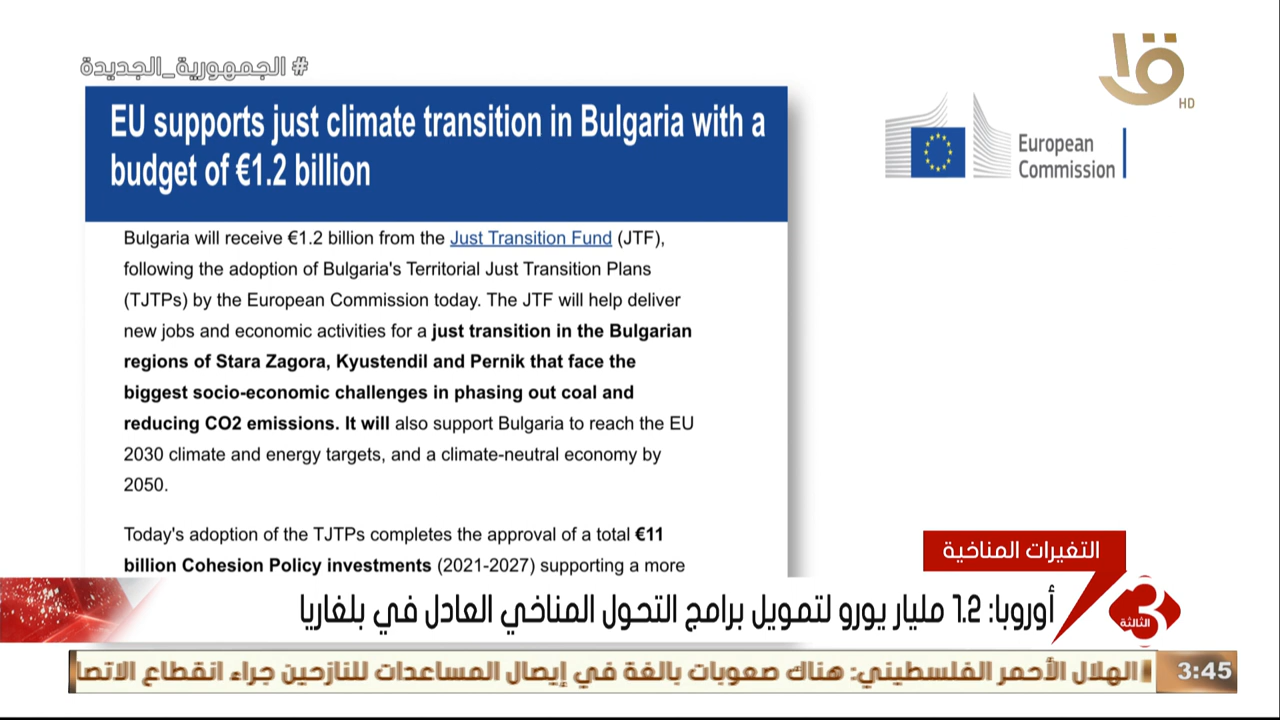 # الجمهورية_الجديدة
HD
EU supports just climate transition in Bulgaria with a
budget of €1.2 billion
European
Commission
Bulgaria will receive €1.2 billion from the Just Transition Fund (JTF),
following the adoption of Bulgaria's Territorial Just Transition Plans
(TJTPs) by the European Commission today. The JTF will help deliver
new jobs and economic activities for a just transition in the Bulgarian
regions of Stara Zagora, Kyustendil and Pernik that face the
biggest socio-economic challenges in phasing out coal and
reducing CO2 emissions. It will also support Bulgaria to reach the EU
2030 climate and energy targets, and a climate-neutral economy by
2050.
Today's adoption of the TJTPs completes the approval of a total €11
billion Cohesion Policy investments (2021-2027) supporting a more
التغيرات المناخية
أوروبا: 1.2 مليار يورو لتمويل برامج التحول المناخي العادل في بلغاريا
3 الثالثة
الهلال الأحمر الفلسطيني: هناك صعوبات بالغة في إيصال المساعدات للنازحين جراء انقطاع الاتصا
3:45